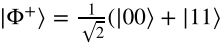 |Φ⁺⟩ = 1/√2 (|00⟩ + |11⟩